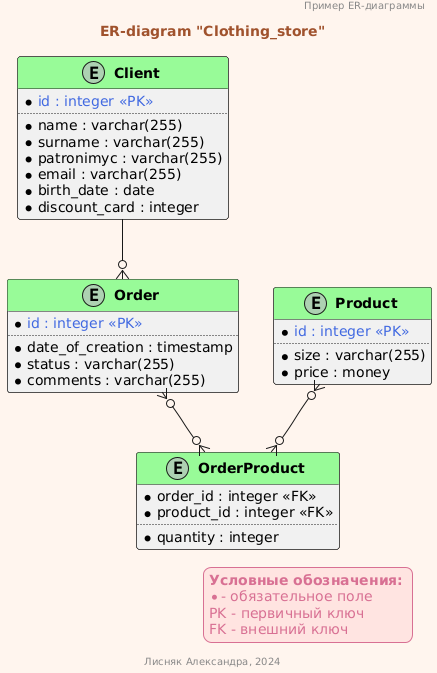 Пример ER-диаграммы
ER-diagram "Clothing_store"
E Client
id : integer «PK»
name : varchar(255)
surname : varchar(255)
patronimyc : varchar(255)
email : varchar(255)
birth_date : date
discount_card : integer
E Order
id : integer «PK»
date_of_creation : timestamp
status : varchar(255)
comments : varchar(255)
E Product
id : integer «PK»
size : varchar(255)
price : money
E OrderProduct
order_id : integer «FK»
product_id : integer «FK»
quantity : integer
Условные обозначения:
• - обязательное поле
PK - первичный ключ
FK - внешний ключ
Лисняк Александра, 2024